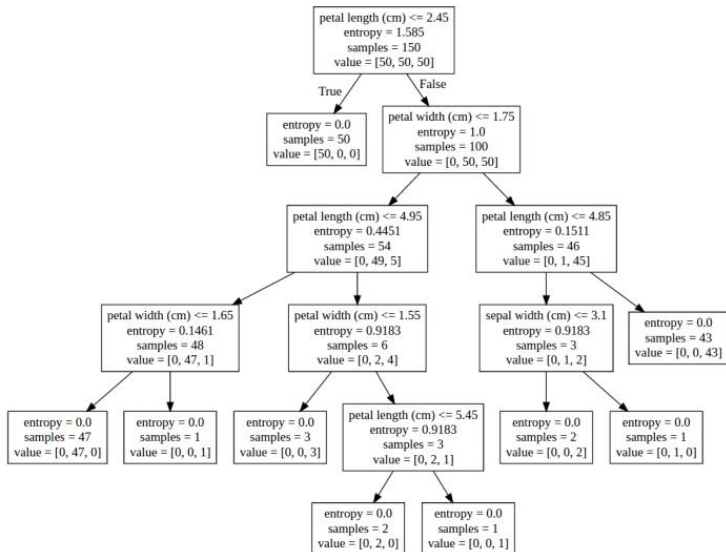 petal length (cm) <= 2.45
entropy = 1.585
samples = 150
value = [50, 50, 50]
True
False
entropy = 0.0
samples = 50
value = [50, 0, 0]
petal width (cm) <= 1.75
entropy = 1.0
samples = 100
value = [0, 50, 50]
petal length (cm) <= 4.95
entropy = 0.4451
samples = 54
value = [0, 49, 5]
petal length (cm) <= 4.85
entropy = 0.1511
samples = 46
value = [0, 1, 45]
petal width (cm) <= 1.65
entropy = 0.1461
samples = 48
value = [0, 47, 1]
petal width (cm) <= 1.55
entropy = 0.9183
samples = 6
value = [0, 2, 4]
sepal width (cm) <= 3.1
entropy = 0.9183
samples = 3
value = [0, 1, 2]
entropy = 0.0
samples = 43
value = [0, 0, 43]
entropy = 0.0
samples = 47
value = [0, 47, 0]
entropy = 0.0
samples = 1
value = [0, 0, 1]
entropy = 0.0
samples = 3
value = [0, 0, 3]
petal length (cm) <= 5.45
entropy = 0.9183
samples = 3
value = [0, 2, 1]
entropy = 0.0
samples = 2
value = [0, 0, 2]
entropy = 0.0
samples = 1
value = [0, 1, 0]
entropy = 0.0
samples = 2
value = [0, 2, 0]
entropy = 0.0
samples = 1
value = [0, 0, 1]